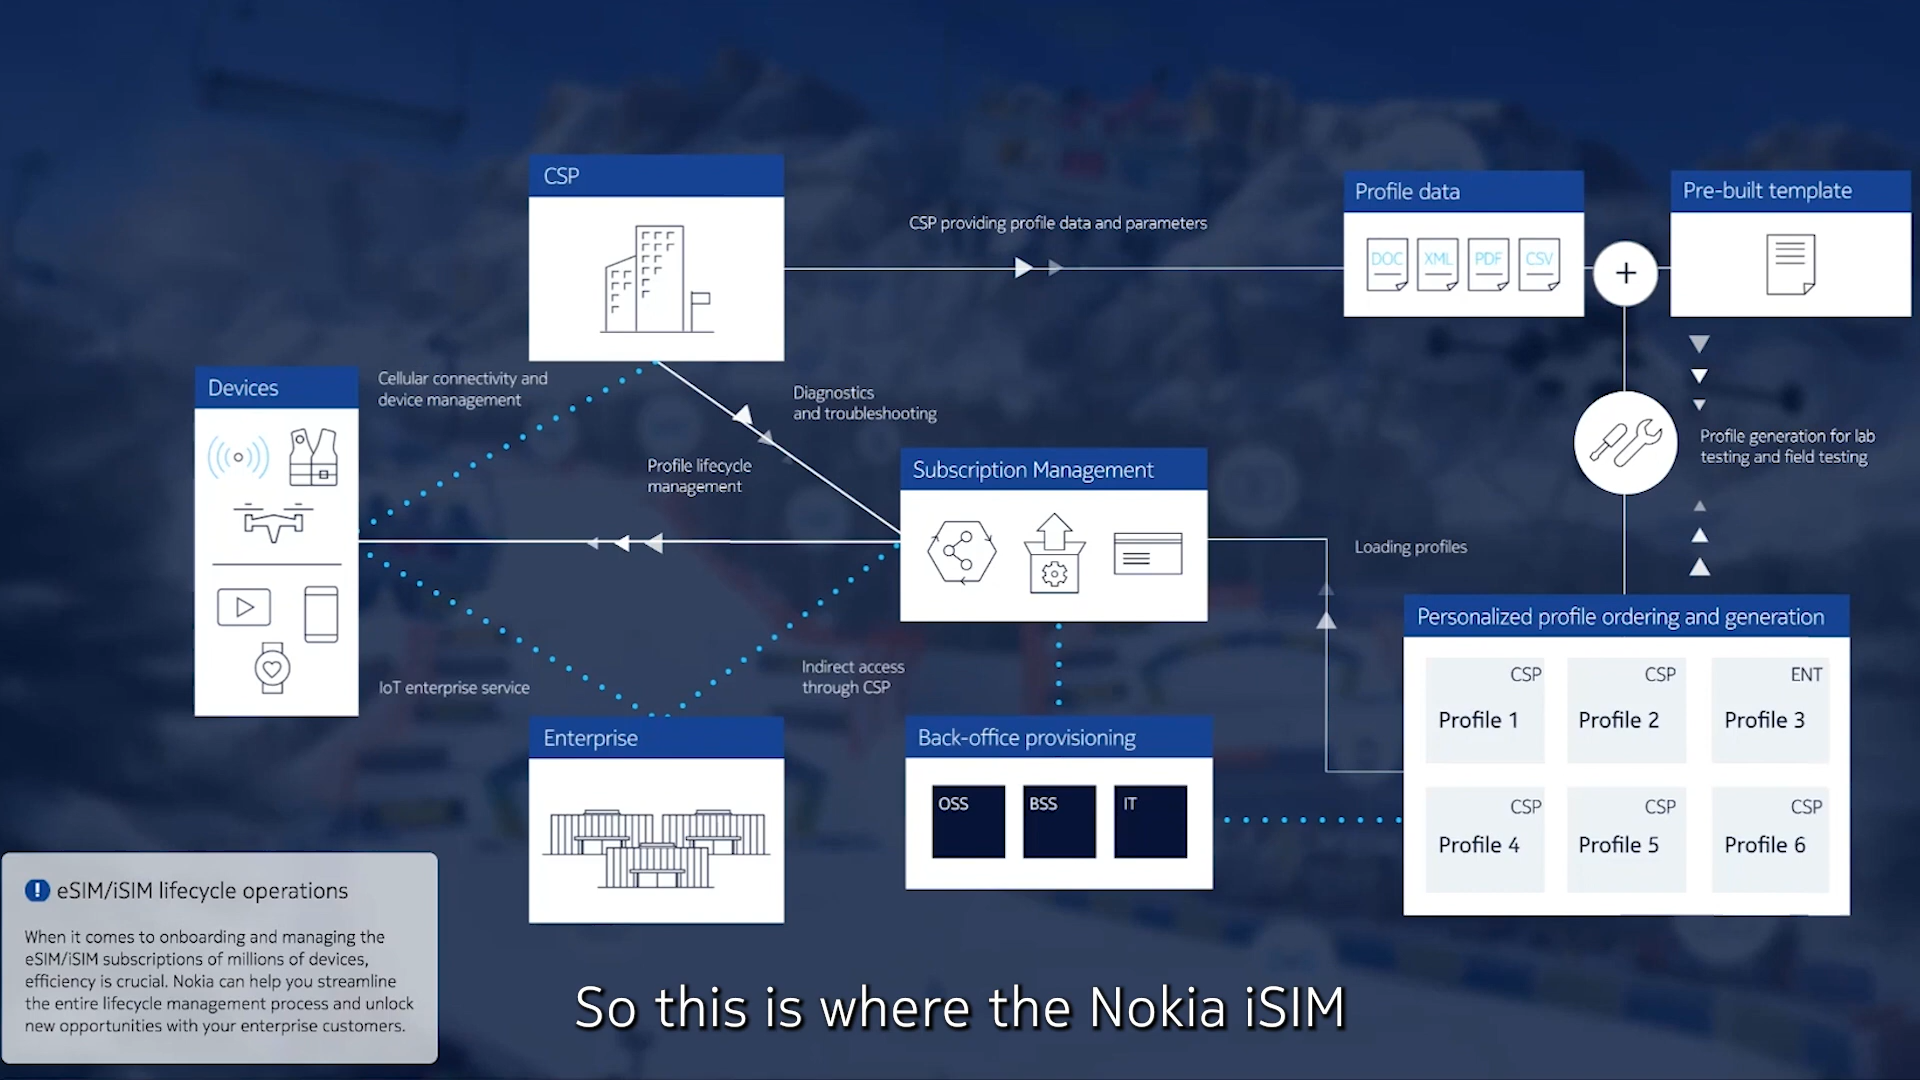 CSP
CSP providing profile data and parameters
Profile data
DOC XML PDF CSV
+
Pre-built template
Devices
Cellular connectivity and
device management
Diagnostics
and troubleshooting
Profile lifecycle
management
Subscription Management
Profile generation for lab
testing and field testing
Loading profiles
IoT enterprise service
Indirect access
through CSP
Enterprise
Back-office provisioning
OSS BSS IT
Personalized profile ordering and generation
CSP
Profile 1
CSP
Profile 2
ENT
Profile 3
CSP
Profile 4
CSP
Profile 5
CSP
Profile 6
! eSIM/iSIM lifecycle operations
When it comes to onboarding and managing the
eSIM/iSIM subscriptions of millions of devices,
efficiency is crucial. Nokia can help you streamline
the entire lifecycle management process and unlock
new opportunities with your enterprise customers.
So this is where the Nokia iSIM